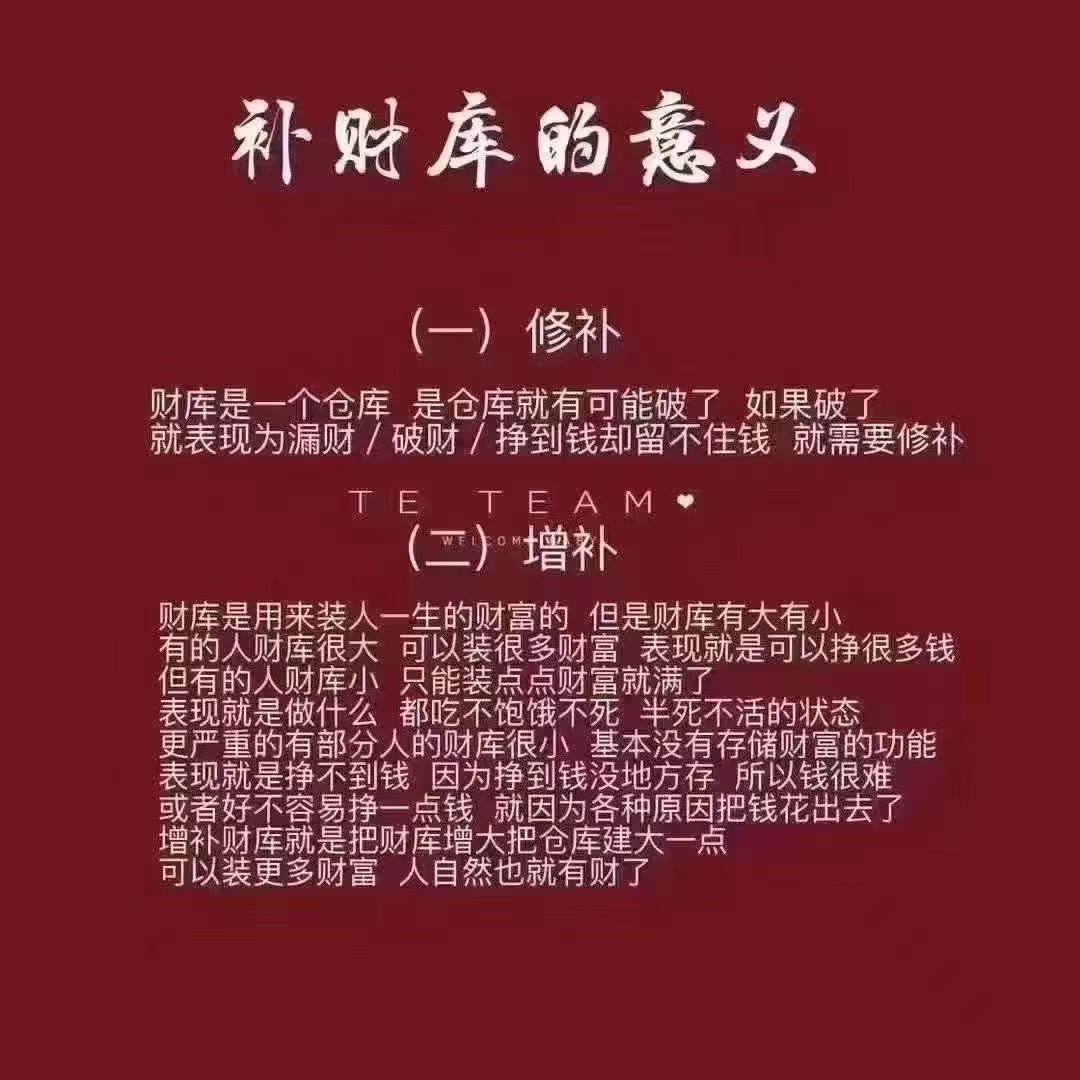 补财库的意义
(一) 修补
财库是一个仓库 是仓库就有可能破了 如果破了
就表现为漏财/破财/挣到钱却留不住钱 就需要修补
TE TEAM❤
(二) 增补
财库是用来装人一生的财富的 但是财库有大有小
有的人财库很大 可以装很多财富 表现就是可以挣很多钱
但有的人财库小 只能装点点财富就满了
表现就是做什么 都吃不饱饿不死 半死不活的状态
更严重的有部分人的财库很小 基本没有存储财富的功能
表现就是挣不到钱 因为挣到钱没地方存 所以钱很难
或者好不容易挣一点钱 就因为各种原因把钱花出去了
增补财库就是把财库增大把仓库建大一点
可以装更多财富 人自然也就有财了